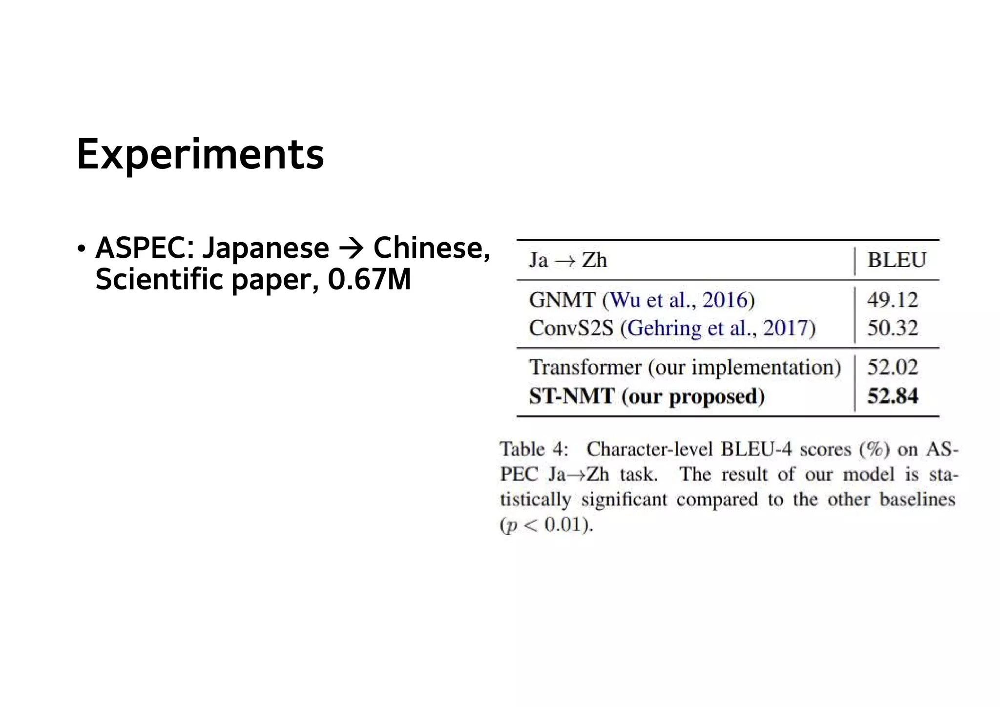 Experiments
• ASPEC: Japanese → Chinese,
Scientific paper, 0.67M
Ja → Zh BLEU
GNMT (Wu et al., 2016) 49.12
ConvS2S (Gehring et al., 2017) 50.32
Transformer (our implementation) 52.02
ST-NMT (our proposed) 52.84
Table 4: Character-level BLEU-4 scores (%) on AS-
PEC Ja→Zh task. The result of our model is sta-
tistically significant compared to the other baselines
(p < 0.01).